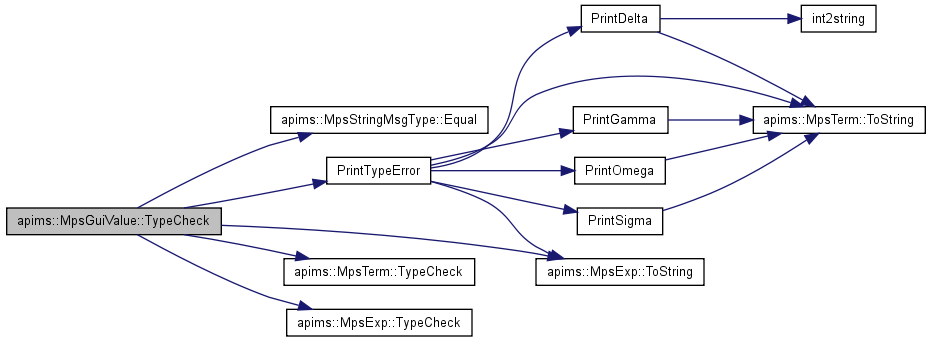 PrintDelta
int2string
apims::MpsStringMsgType::Equal
PrintGamma
apims::MpsTerm::ToString
PrintTypeError
PrintOmega
apims::MpsGuiValue::TypeCheck
PrintSigma
apims::MpsTerm::TypeCheck
apims::MpsExp::ToString
apims::MpsExp::TypeCheck